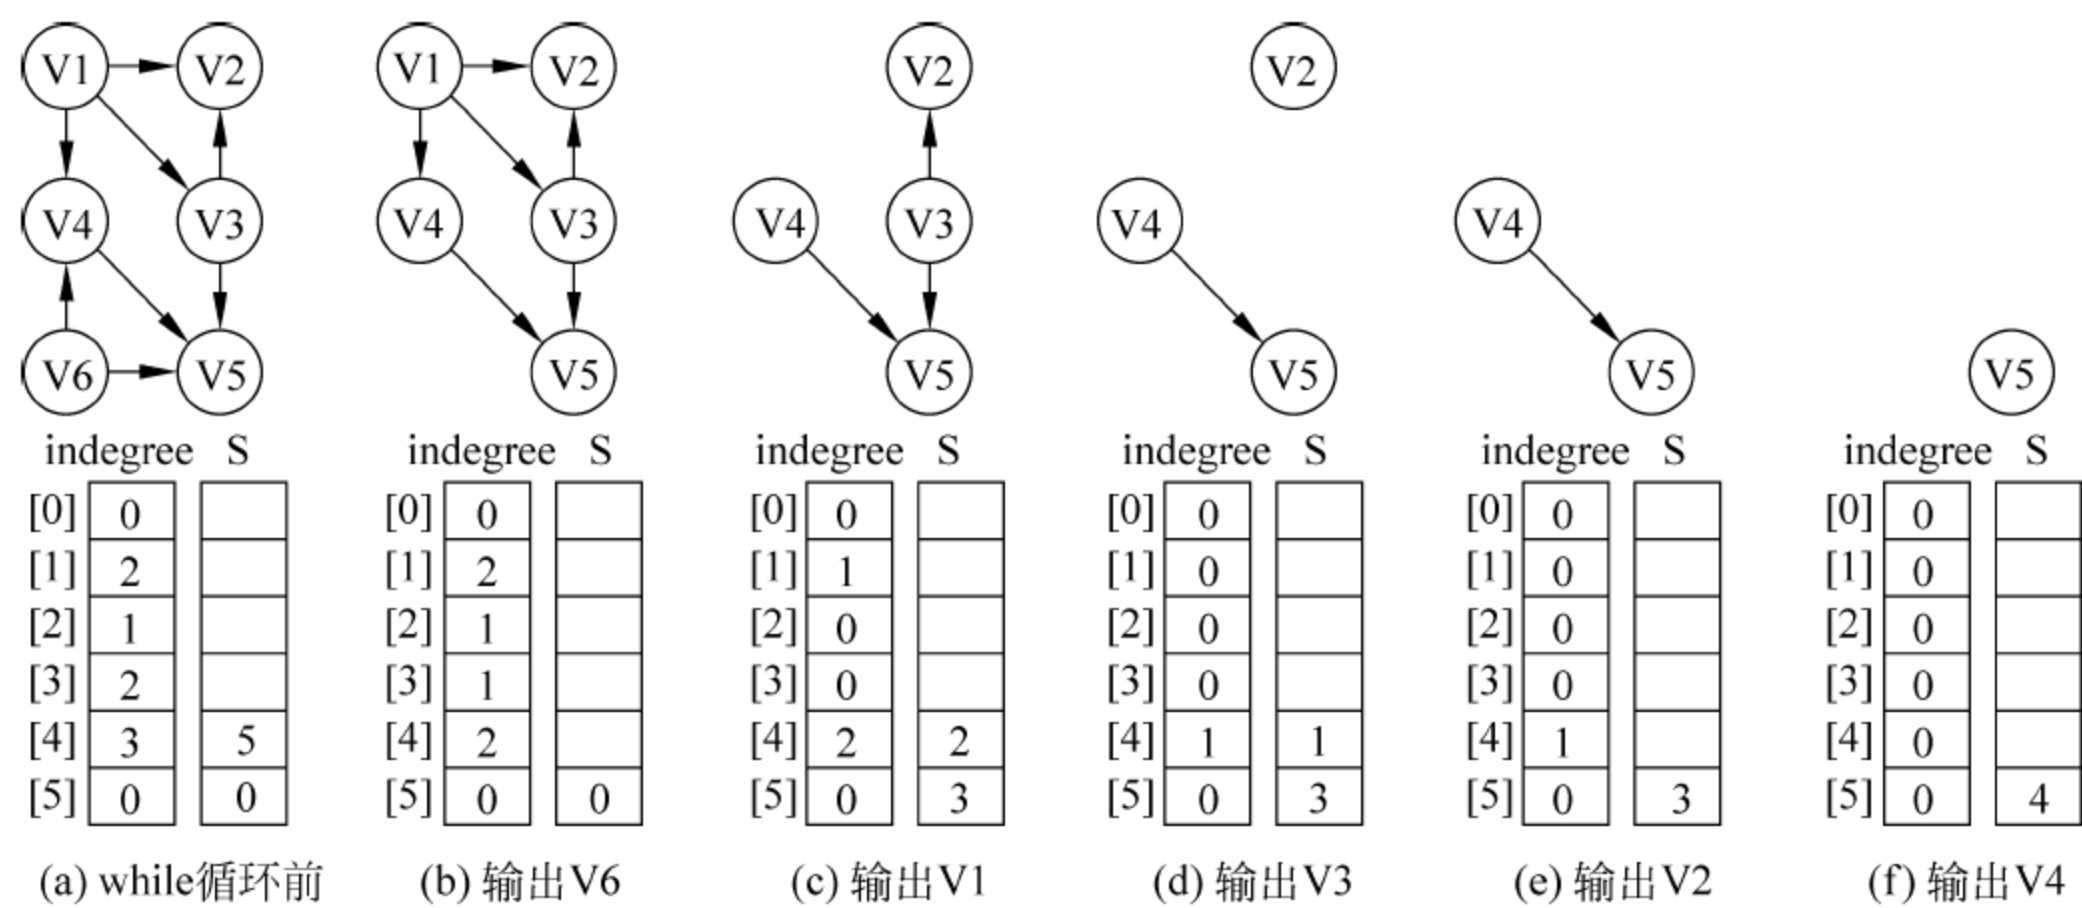 V1 V2 V1 V2 V2 V2
V4 V3 V4 V3 V4 V3 V4 V4
V6 V5 V5 V5 V5 V5 V5
indegree S indegree S indegree S indegree S indegree S indegree S
[0] 0 [0] 0 [0] 0 [0] 0 [0] 0 [0] 0
[1] 2 [1] 2 [1] 1 [1] 0 [1] 0 [1] 0
[2] 1 [2] 1 [2] 0 [2] 0 [2] 0 [2] 0
[3] 2 [3] 1 [3] 0 [3] 0 [3] 0 [3] 0
[4] 3 5 [4] 2 [4] 2 2 [4] 1 1 [4] 1 [4] 0
[5] 0 0 [5] 0 0 [5] 0 3 [5] 0 3 [5] 0 3 [5] 0 4
(a) while循环前 (b) 输出V6 (c) 输出V1 (d) 输出V3 (e) 输出V2 (f) 输出V4